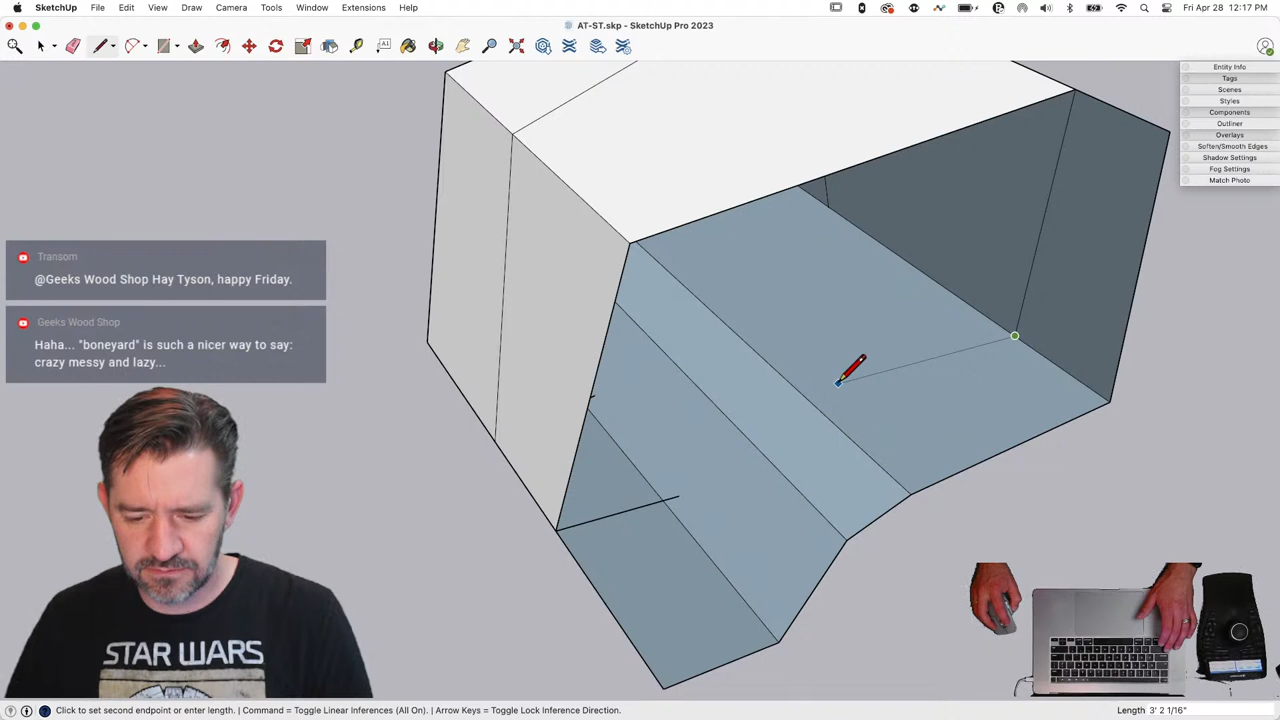 SketchUp File Edit View Draw Camera Tools Window Extensions Help
Fri Apr 28 12:17 PM
AT-ST.skp - SketchUp Pro 2023
Entity Info
Tags
Scenes
Styles
Components
Outliner
Overlays
Soften/Smooth Edges
Shadow Settings
Fog Settings
Match Photo
Transom
@Geeks Wood Shop Hay Tyson, happy Friday.
Geeks Wood Shop
Haha... "boneyard" is such a nicer way to say:
crazy messy and lazy...
STAR WARS
Click to set second endpoint or enter length. | Command = Toggle Linear Inferences (All On). | Arrow Keys = Toggle Lock Inference Direction.
Length 3' 2 1/16"